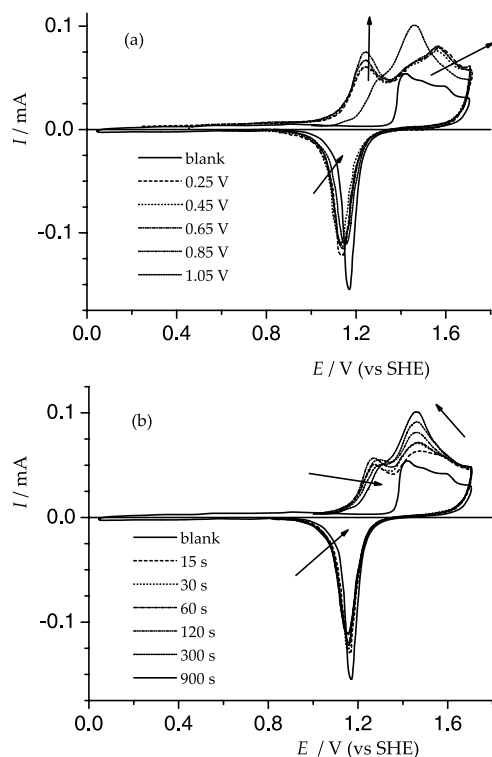 (a)
0.1
0.0
-0.1
I / mA
blank
0.25 V
0.45 V
0.65 V
0.85 V
1.05 V
0.0 0.4 0.8 1.2 1.6
E / V (vs SHE)
(b)
0.1
0.0
-0.1
I / mA
blank
15 s
30 s
60 s
120 s
300 s
900 s
0.0 0.4 0.8 1.2 1.6
E / V (vs SHE)